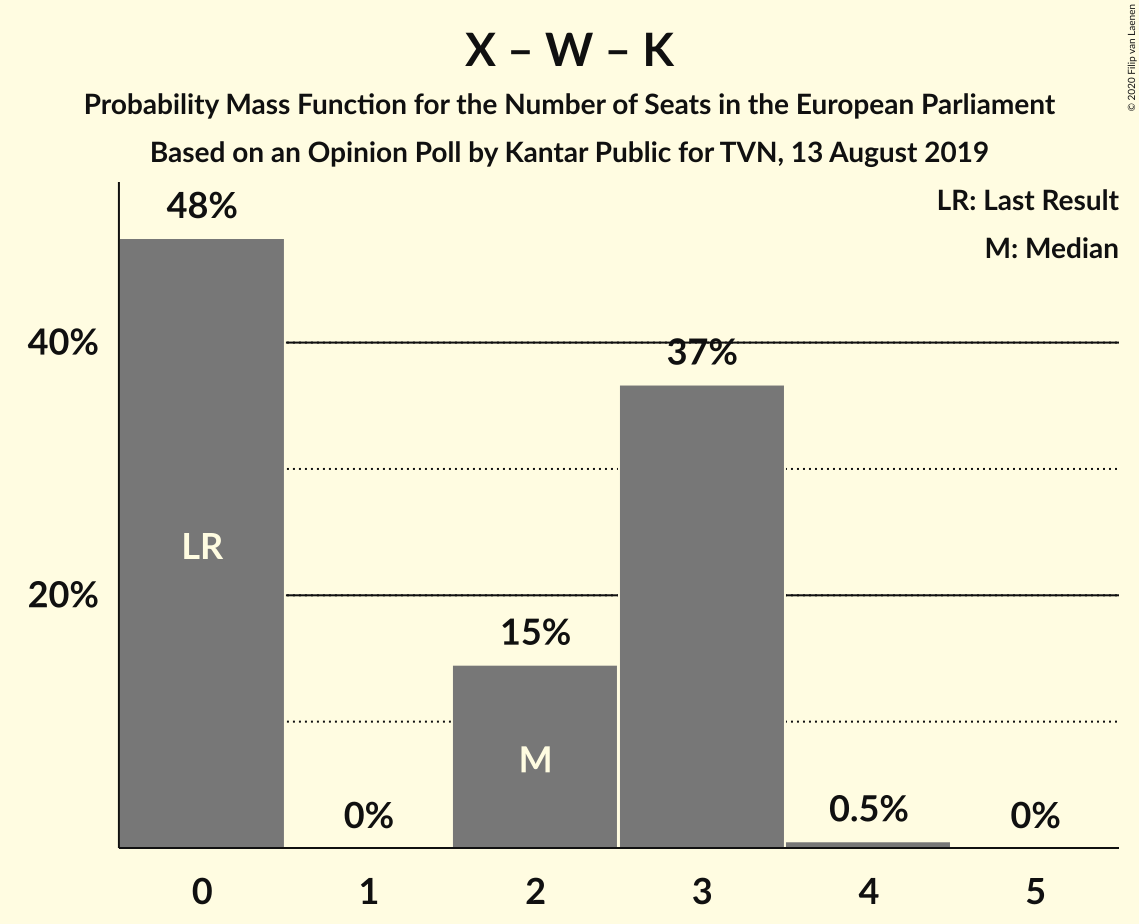 X – W – K
Probability Mass Function for the Number of Seats in the European Parliament
Based on an Opinion Poll by Kantar Public for TVN, 13 August 2019
© 2020 Filip van Laenen
LR: Last Result
M: Median
48%
40%
37%
LR
20%
15%
M
0%
0.5%
0%
0 1 2 3 4 5